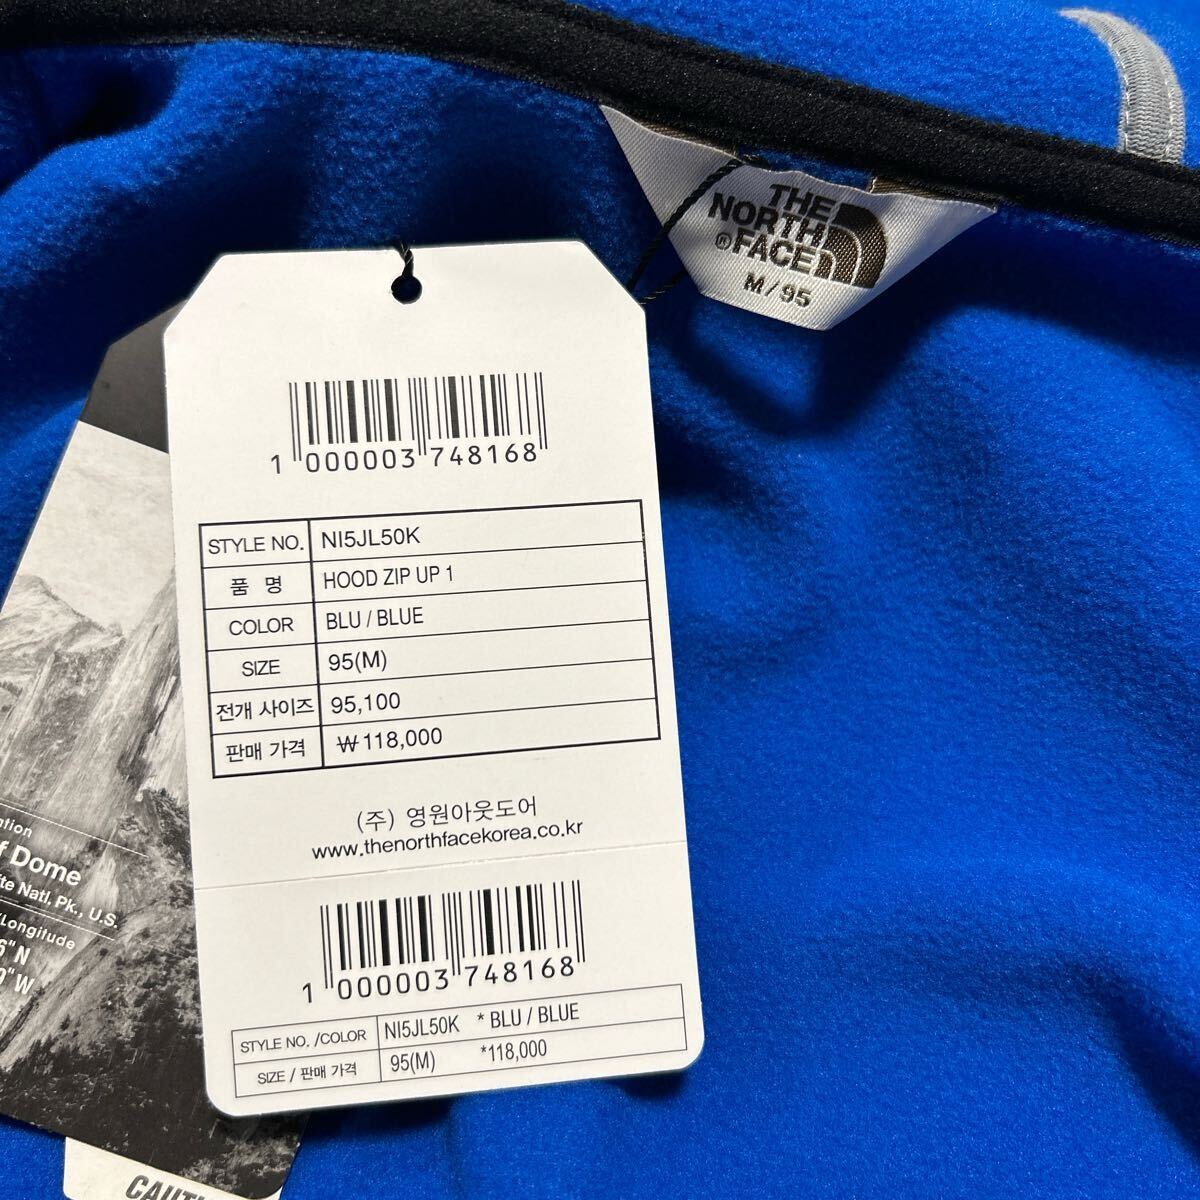 THE
NORTH
® FACE
M/95
1 000003 748168
STYLE NO. NI5JL50K
품 명 HOOD ZIP UP 1
COLOR BLU / BLUE
SIZE 95(M)
전개 사이즈 95,100
판매 가격 ₩ 118,000
(주) 영원아웃도어
www.thenorthfacekorea.co.kr
1 000003 748168
STYLE NO. /COLOR NI5JL50K * BLU / BLUE
SIZE / 판매 가격 95(M) *118,000
Dome
Natl. Pk., U.S.
/Longitude
"N
"W